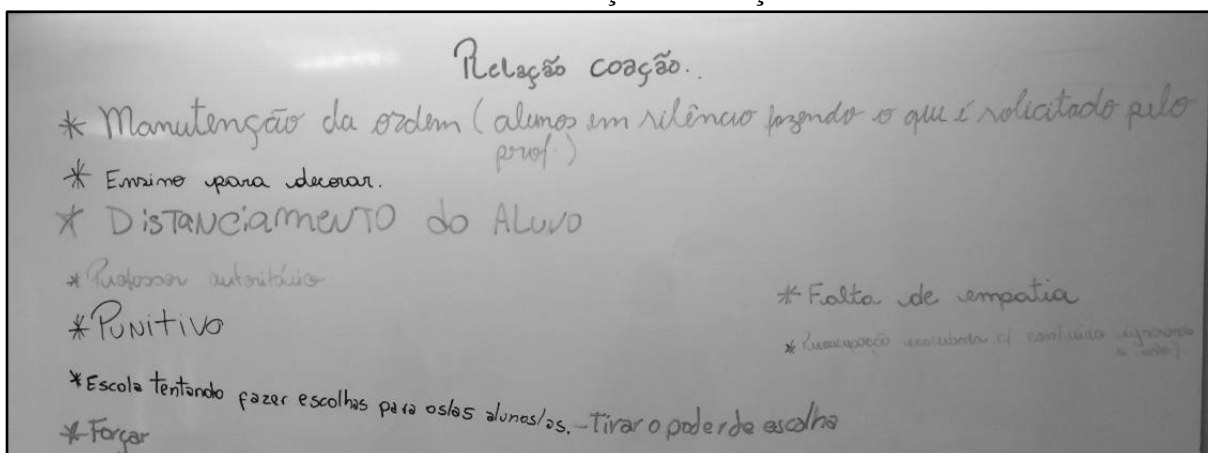 Relação coação..
* Manutenção da ordem (alunos em silêncio fazendo o que é solicitado pelo
prof.)
* Ensino para decorar.
* DISTANCIAMENTO do ALUNO
* Professor autoritário
* Falta de empatia
* PUNITIVO
* c/ conteúdo ignorando
* Escola tentando fazer escolhas para os/as alunos/as. - Tirar o poder de escolha
* Forçar